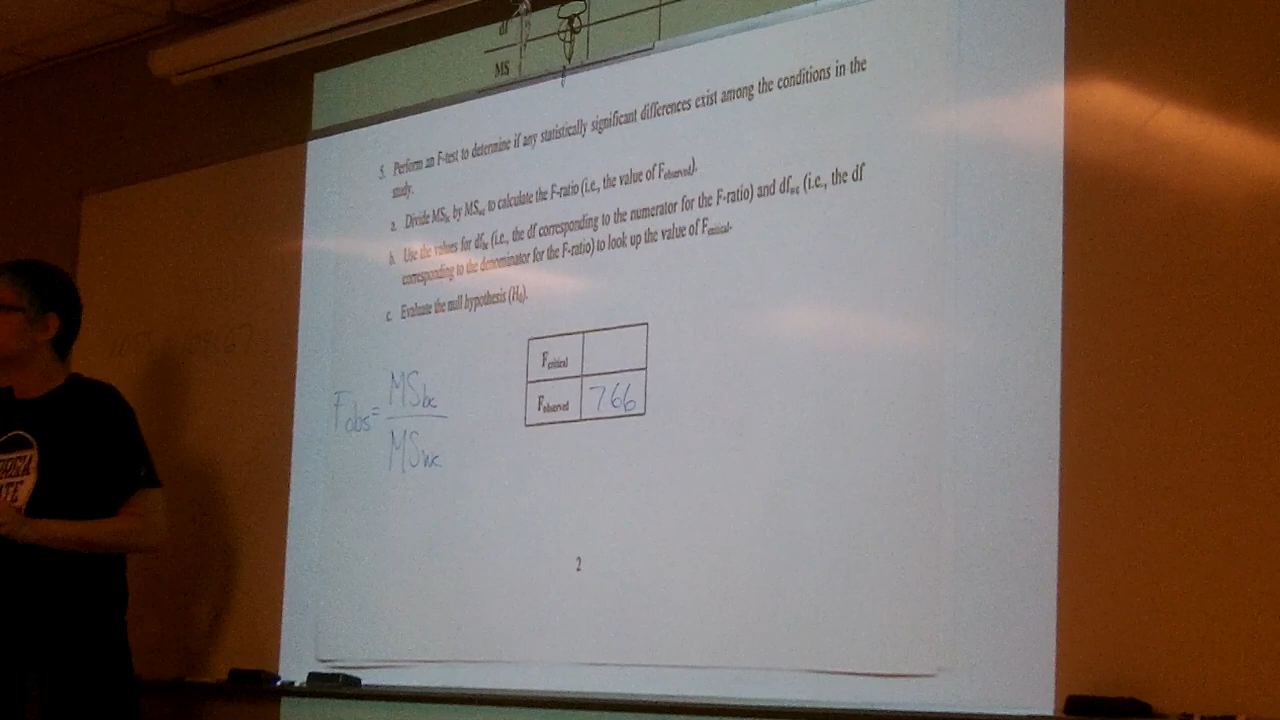 df
MS
5. Perform an F-test to determine if any statistically significant differences exist among the conditions in the
study.
a. Divide MSbc by MSwc to calculate the F-ratio (i.e., the value of Fobserved).
b. Use the values for dfbc (i.e., the df corresponding to the numerator for the F-ratio) and dfwc (i.e., the df
corresponding to the denominator for the F-ratio) to look up the value of Fcritical.
c. Evaluate the null hypothesis (H0).
Fcritical
Fobserved 766
Fobs = MSbc
MSwc
2